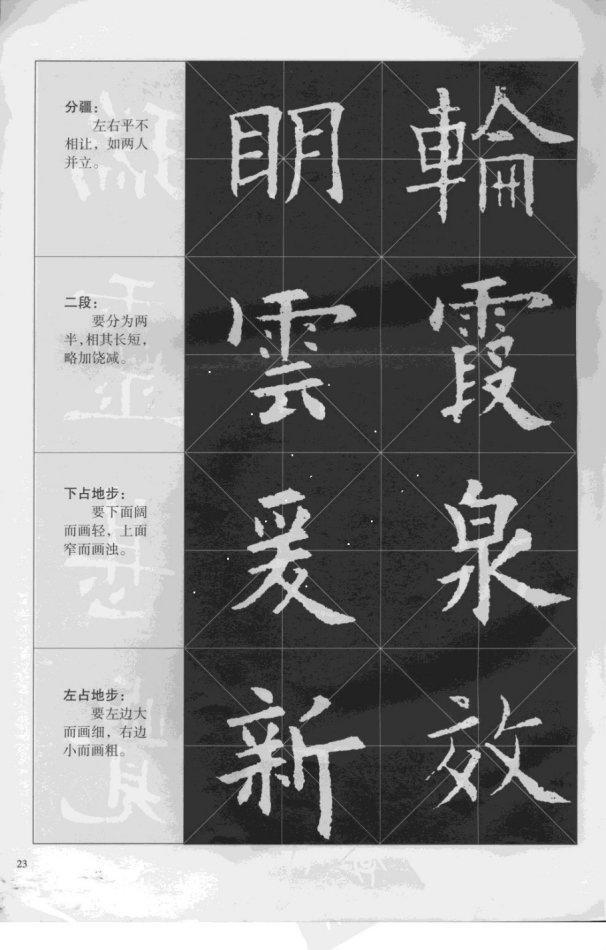 分疆：
左右平不
相让，如两人
并立。
明輪
二段：
要分为两
半，相其长短，
略加饶减。
雲霞
下占地步：
要下面阔
而画轻，上面
窄而画浊。
爰泉
左占地步：
要左边大
而画细，右边
小而画粗。
新效
23